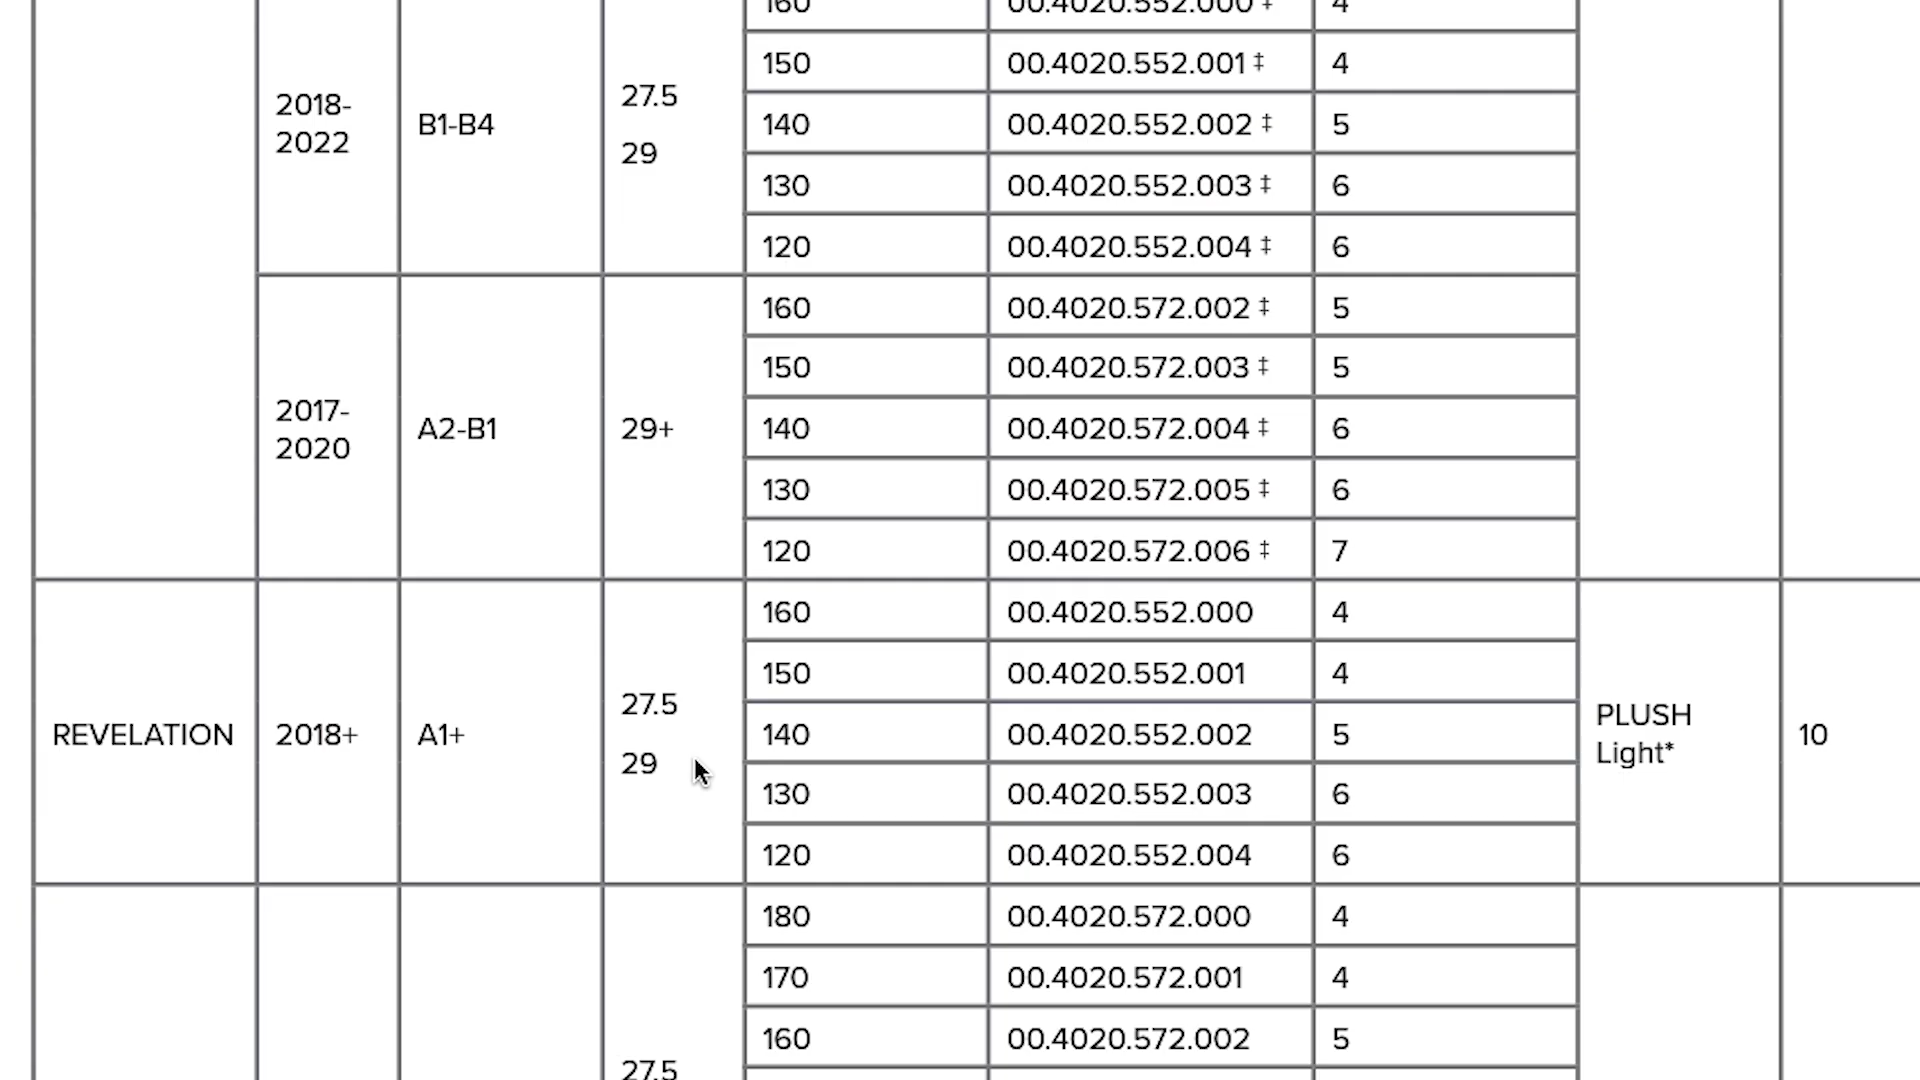 160 00.4020.552.000 ‡ 4
150 00.4020.552.001 ‡ 4
2018-
2022
B1-B4
27.5
29
140 00.4020.552.002 ‡ 5
130 00.4020.552.003 ‡ 6
120 00.4020.552.004 ‡ 6
160 00.4020.572.002 ‡ 5
150 00.4020.572.003 ‡ 5
2017-
2020
A2-B1
29+
140 00.4020.572.004 ‡ 6
130 00.4020.572.005 ‡ 6
120 00.4020.572.006 ‡ 7
160 00.4020.552.000 4
150 00.4020.552.001 4
REVELATION
2018+
A1+
27.5
29
140 00.4020.552.002 5
PLUSH
Light*
10
130 00.4020.552.003 6
120 00.4020.552.004 6
180 00.4020.572.000 4
170 00.4020.572.001 4
160 00.4020.572.002 5
27.5